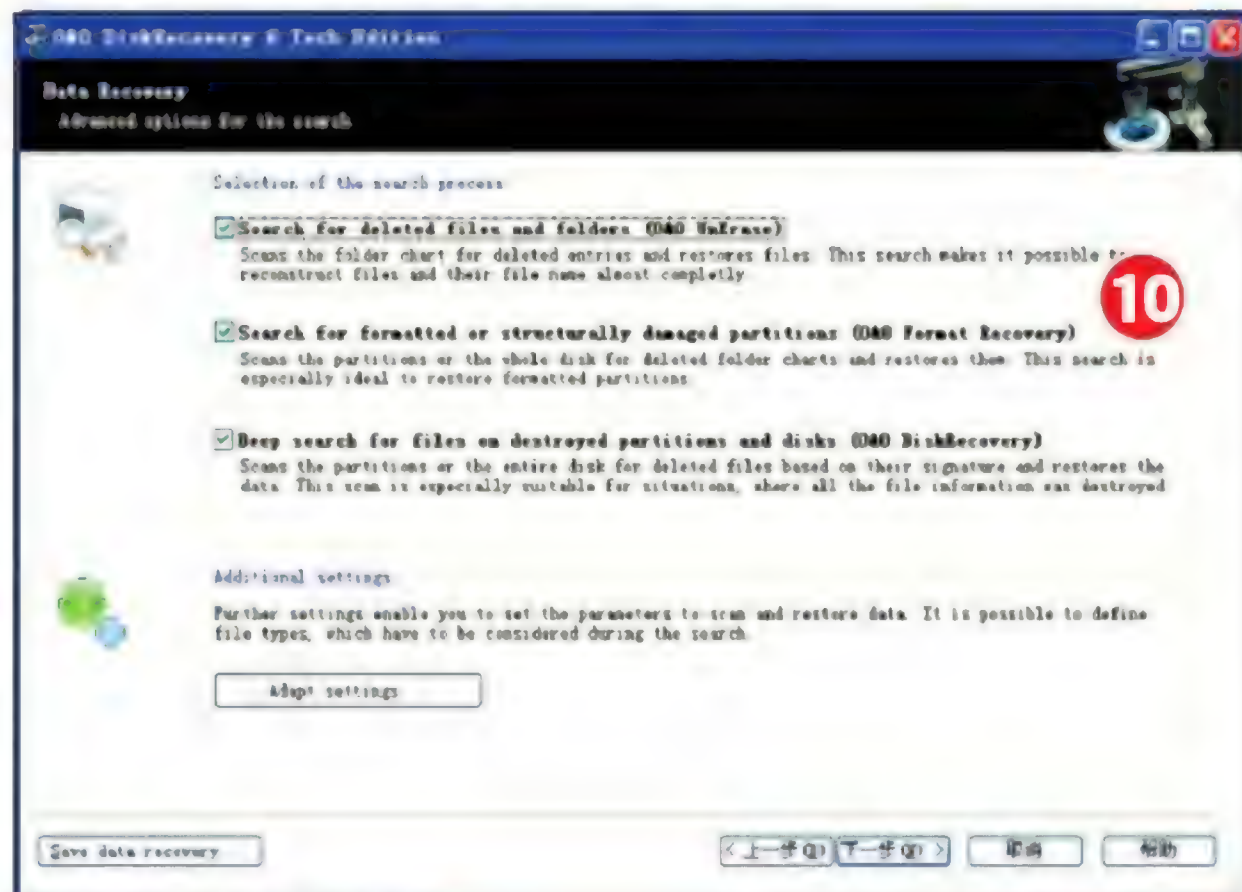 O&O DiskRecovery 6 Tech Edition
Data Recovery
Advanced options for the search
Selection of the search process
Search for deleted files and folders (O&O UnErase)
Scans the folder chart for deleted entries and restores files. This search makes it possible to
reconstruct files and their file name almost completly
10
Search for formatted or structurally damaged partitions (O&O Format Recovery)
Scans the partitions or the whole disk for deleted folder charts and restores them. This search is
especially ideal to restore formatted partitions
Deep search for files on destroyed partitions and disks (O&O DiskRecovery)
Scans the partitions or the entire disk for deleted files based on their signature and restores the
data. This scan is especially suitable for situations, where all the file information was destroyed
Additional settings
Further settings enable you to set the parameters to scan and restore data. It is possible to define
file types, which have to be considered during the search
Adapt settings
Save data recovery
< 上一步 下一步 > 取消 帮助